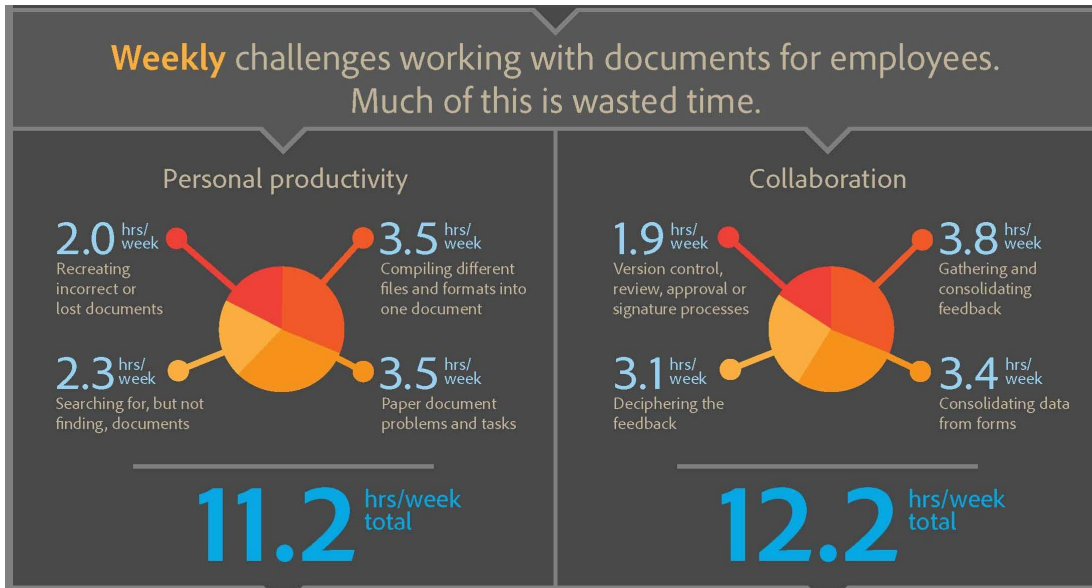 Weekly challenges working with documents for employees.
Much of this is wasted time.
Personal productivity
2.0 hrs/
week
Recreating
incorrect or
lost documents
3.5 hrs/
week
Compiling different
files and formats into
one document
2.3 hrs/
week
Searching for, but not
finding, documents
3.5 hrs/
week
Paper document
problems and tasks
11.2 hrs/week
total
Collaboration
1.9 hrs/
week
Version control,
review, approval or
signature processes
3.8 hrs/
week
Gathering and
consolidating
feedback
3.1 hrs/
week
Deciphering the
feedback
3.4 hrs/
week
Consolidating data
from forms
12.2 hrs/week
total